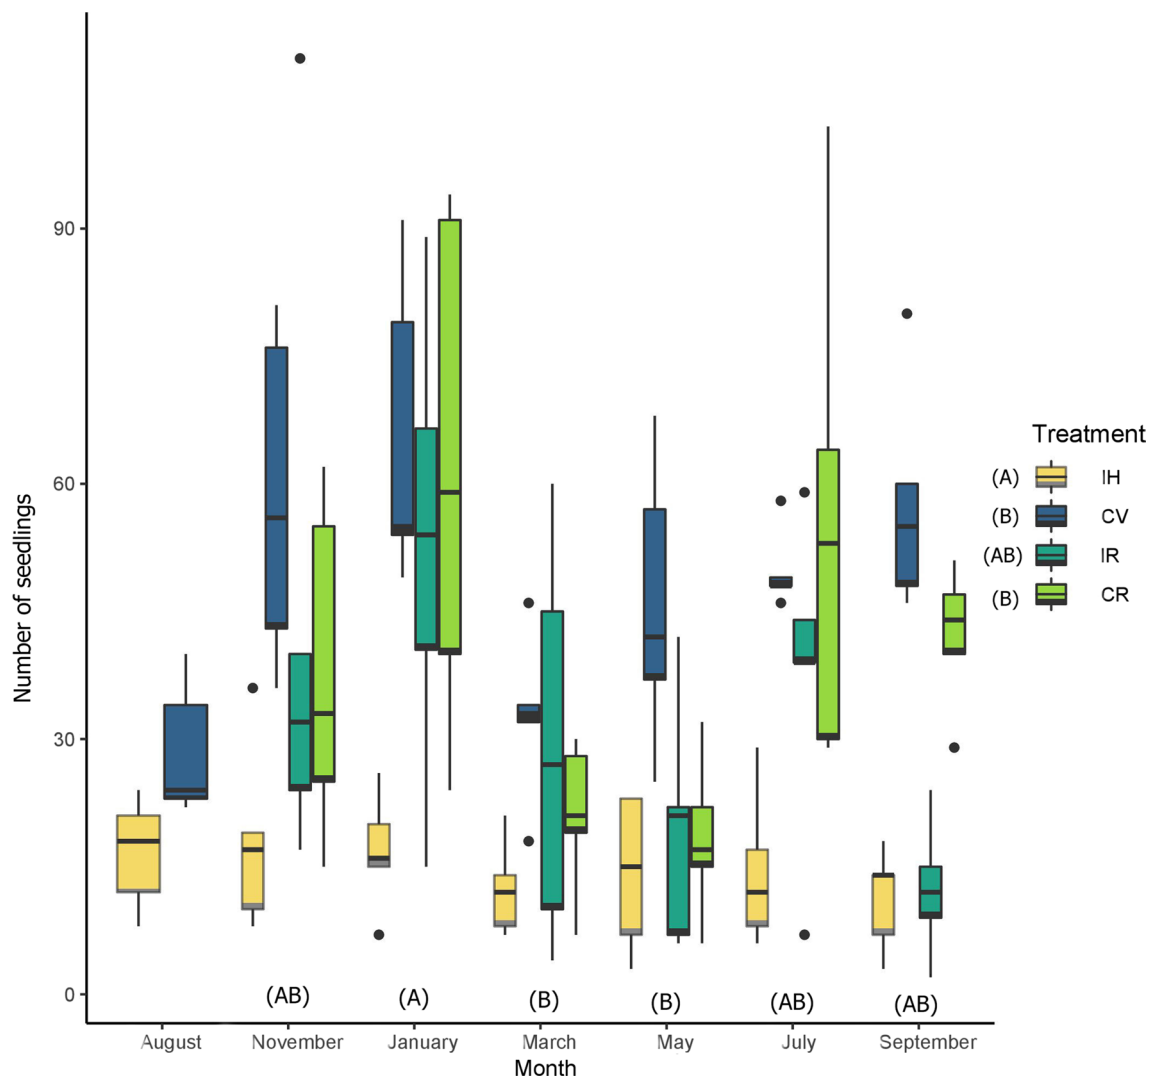 90
60
30
0
Number of seedlings
Treatment
(A) IH
(B) CV
(AB) IR
(B) CR
(AB) (A) (B) (B) (AB) (AB)
August November January March May July September
Month